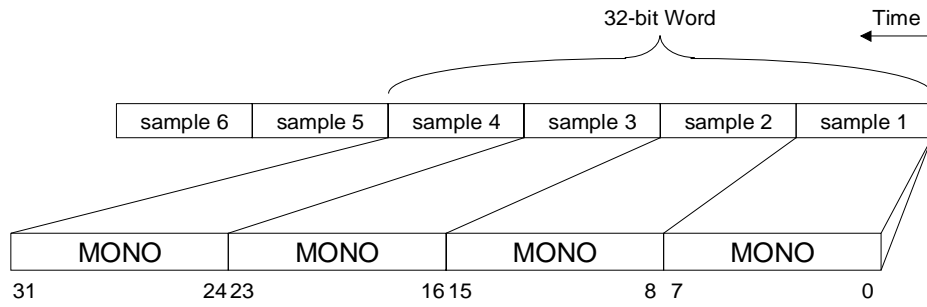 32-bit Word Time
sample 6 sample 5 sample 4 sample 3 sample 2 sample 1
MONO MONO MONO MONO
31 24 23 16 15 8 7 0